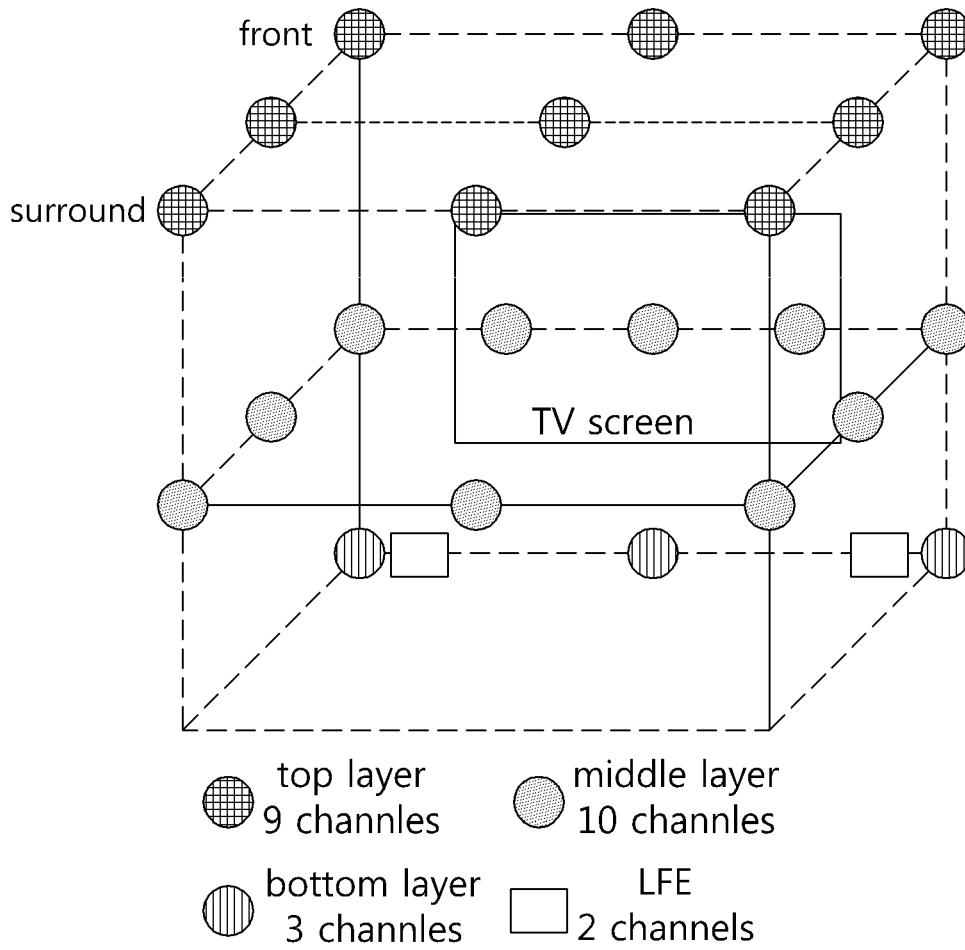 front
surround
TV screen
top layer
9 channles
middle layer
10 channles
bottom layer
3 channles
LFE
2 channels